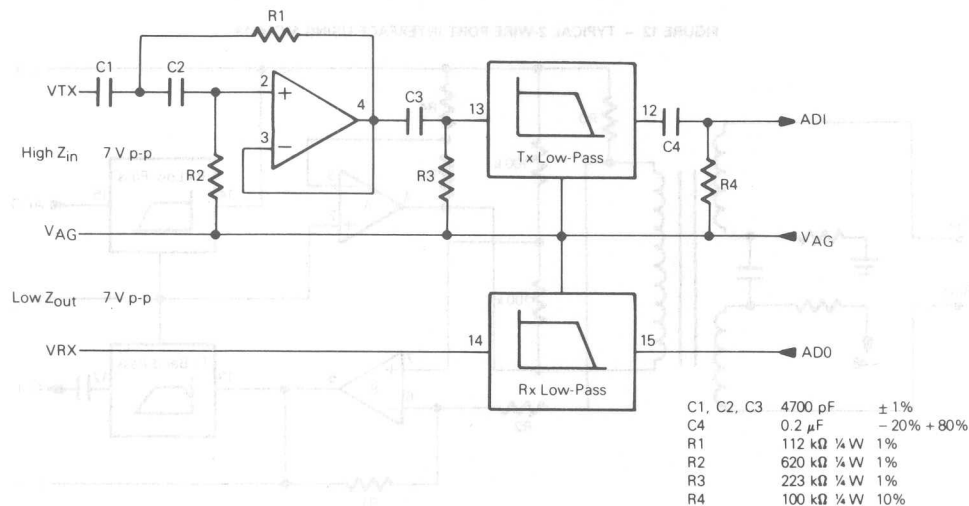 R1
C1
C2
VTX
2
+
3
−
4
C3
13
Tx Low-Pass
12
C4
ADI
High Zin
7 V p-p
R2
R3
R4
VAG
VAG
Low Zout
7 V p-p
VRX
14
Rx Low-Pass
15
AD0
C1, C2, C3 4700 pF ± 1%
C4 0.2 μF − 20% + 80%
R1 112 kΩ ¼ W 1%
R2 620 kΩ ¼ W 1%
R3 223 kΩ ¼ W 1%
R4 100 kΩ ¼ W 10%